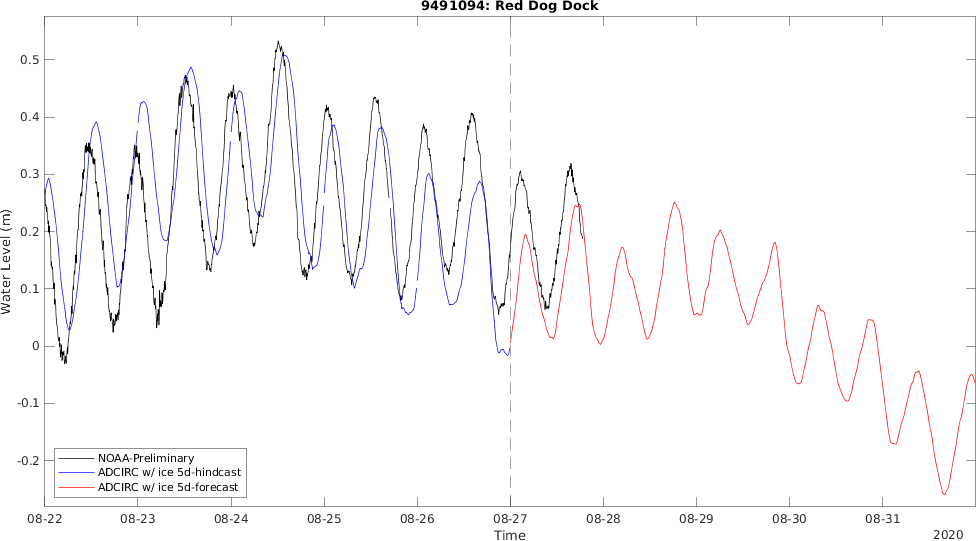 9491094: Red Dog Dock
0.5
0.4
0.3
0.2
0.1
0
-0.1
-0.2
Water Level (m)
NOAA-Preliminary
ADCIRC w/ ice 5d-hindcast
ADCIRC w/ ice 5d-forecast
08-22 08-23 08-24 08-25 08-26 08-27 08-28 08-29 08-30 08-31
Time
2020